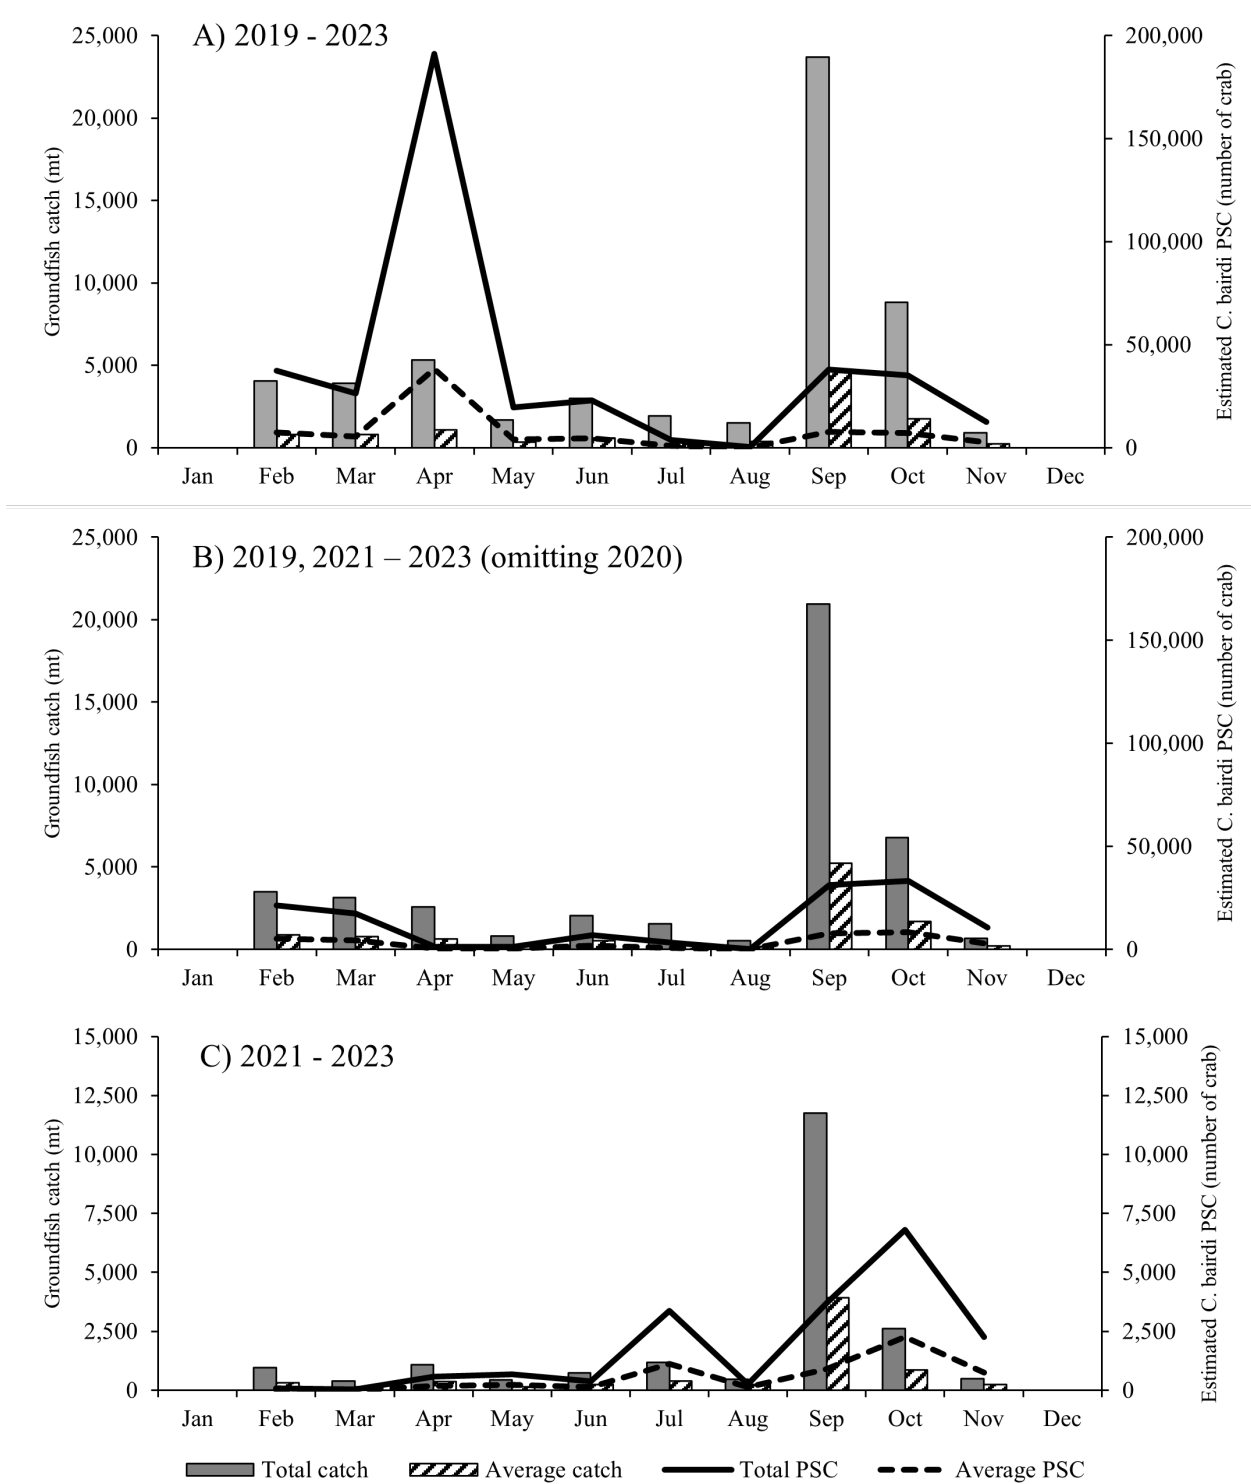 A) 2019 - 2023
25,000
20,000
15,000
10,000
5,000
0
Groundfish catch (mt)
200,000
150,000
100,000
50,000
0
Estimated C. bairdi PSC (number of crab)
Jan Feb Mar Apr May Jun Jul Aug Sep Oct Nov Dec
B) 2019, 2021 – 2023 (omitting 2020)
25,000
20,000
15,000
10,000
5,000
0
Groundfish catch (mt)
200,000
150,000
100,000
50,000
0
Estimated C. bairdi PSC (number of crab)
Jan Feb Mar Apr May Jun Jul Aug Sep Oct Nov Dec
C) 2021 - 2023
15,000
12,500
10,000
7,500
5,000
2,500
0
Groundfish catch (mt)
15,000
12,500
10,000
7,500
5,000
2,500
0
Estimated C. bairdi PSC (number of crab)
Jan Feb Mar Apr May Jun Jul Aug Sep Oct Nov Dec
Total catch Average catch Total PSC Average PSC